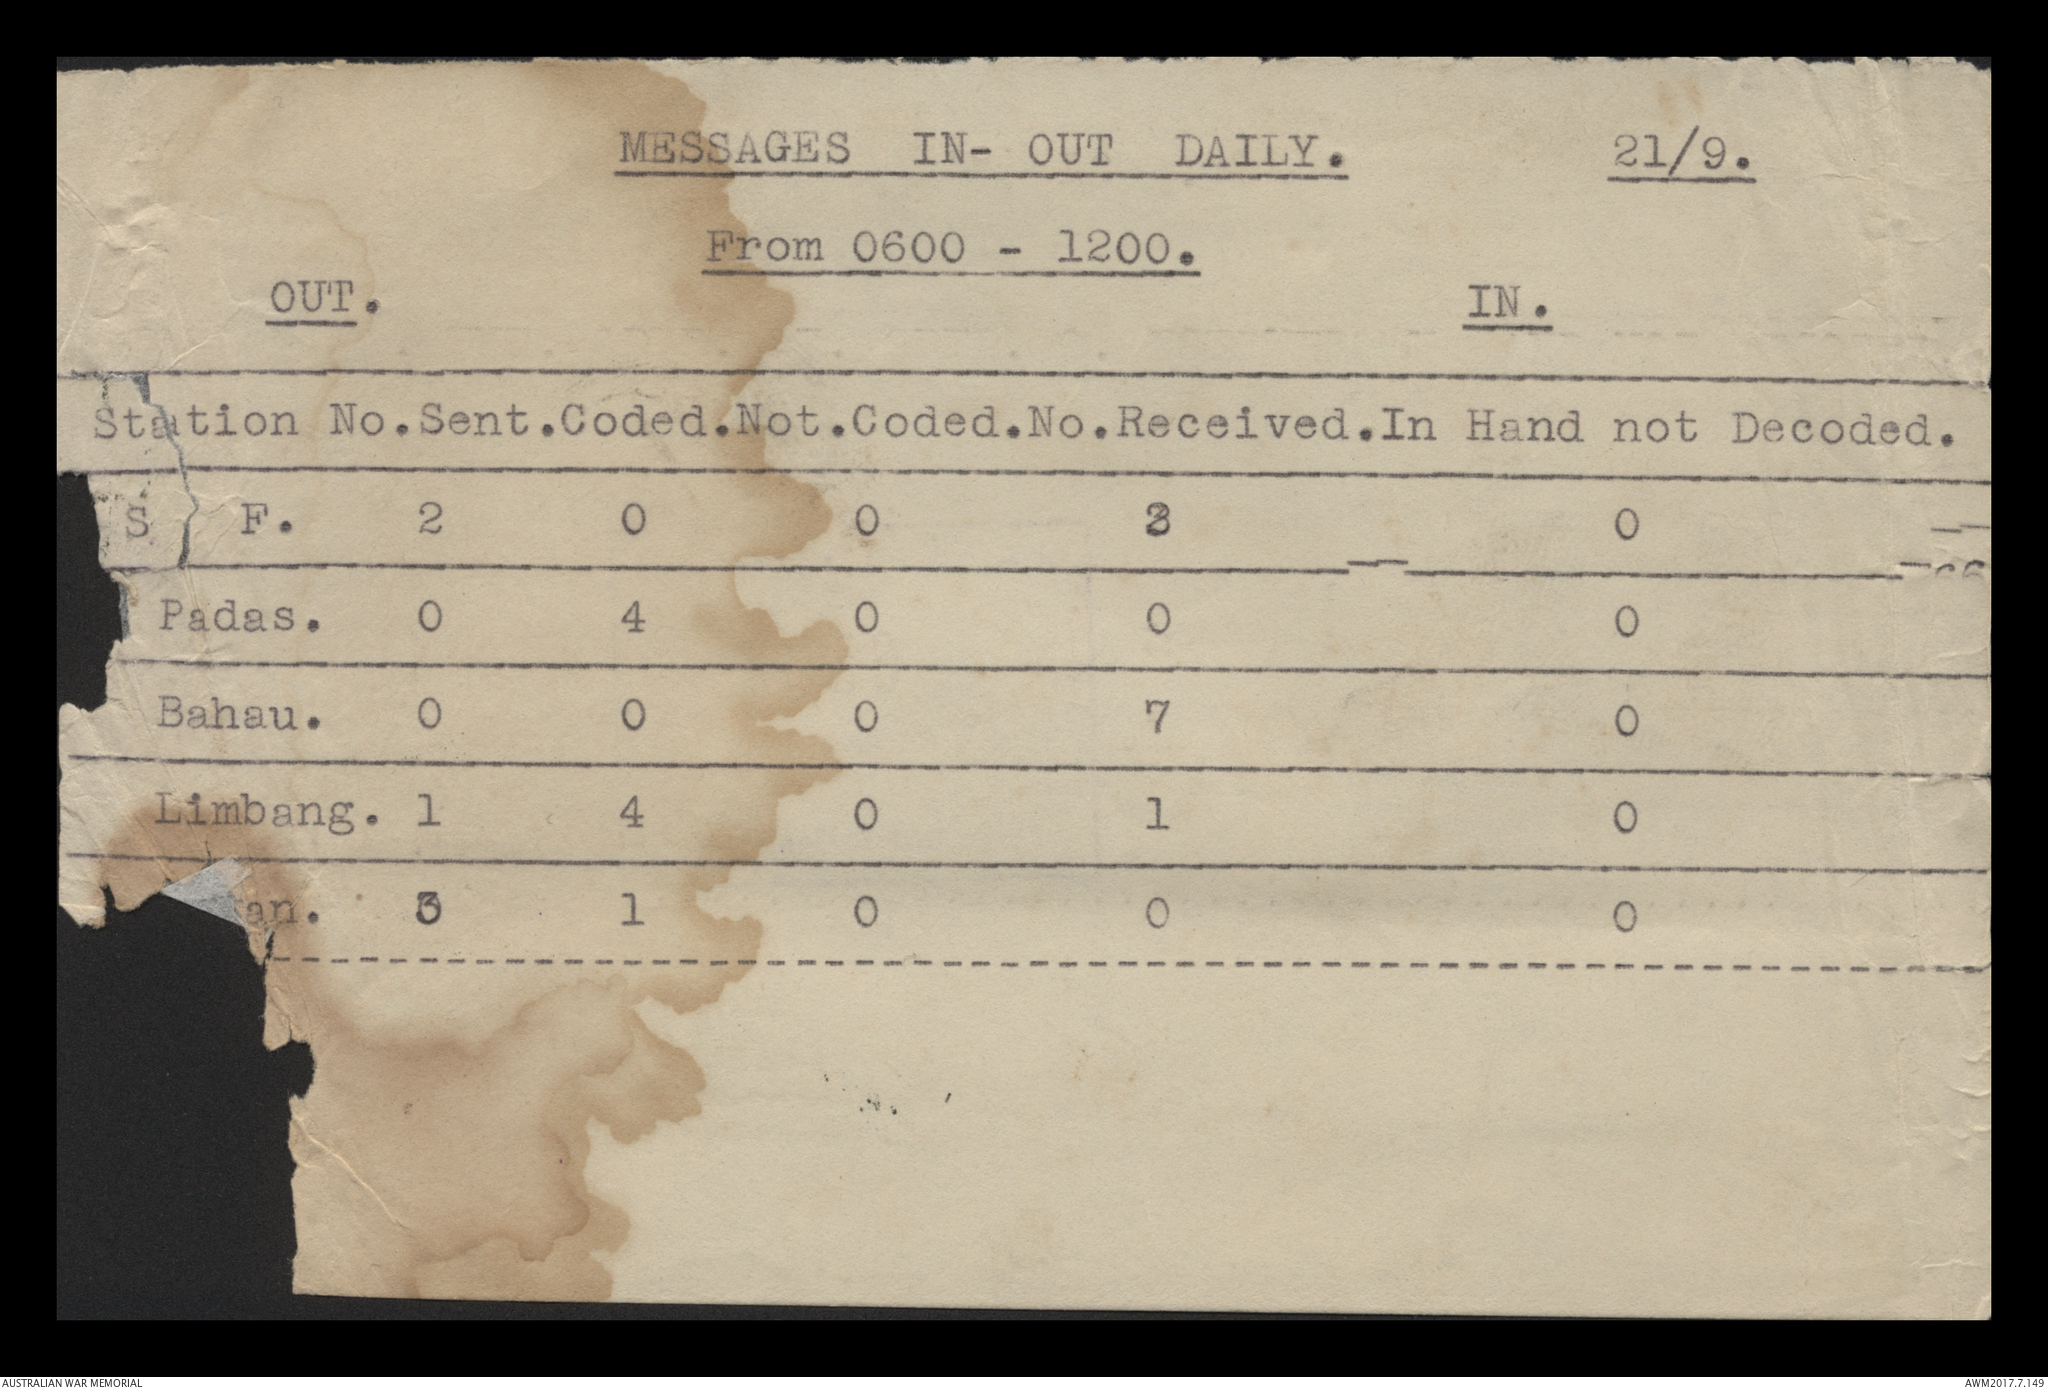 MESSAGES IN- OUT DAILY. 21/9.
From 0600 - 1200.
OUT. IN.
Station No.Sent.Coded.Not.Coded.No.Received.In Hand not Decoded.
S F. 2 0 0 0
Padas. 0 4 0 0 0
Bahau. 0 0 0 7 0
Limbang. 1 4 0 1 0
an. 1 0 0 0
AUSTRALIAN WAR MEMORIAL
AWM2017.7.149